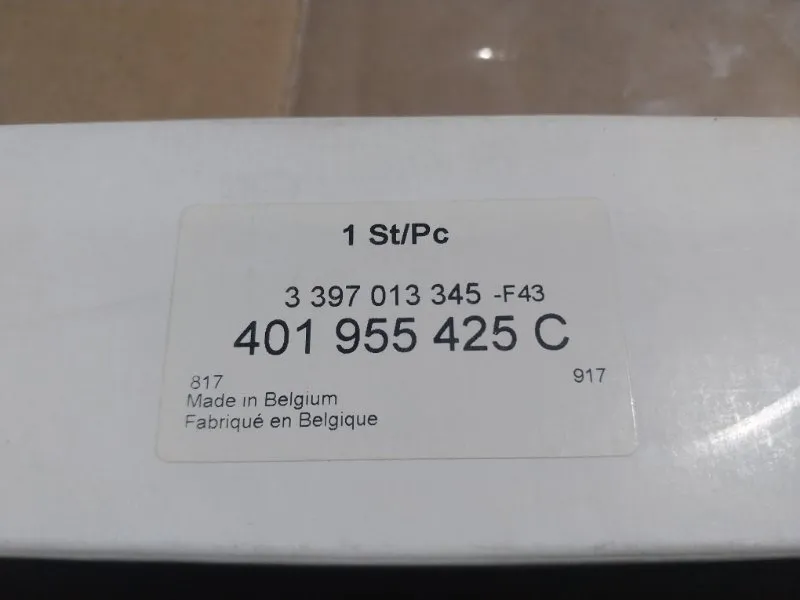 1 St/Pc
3 397 013 345 -F43
401 955 425 C
817 917
Made in Belgium
Fabriqué en Belgique